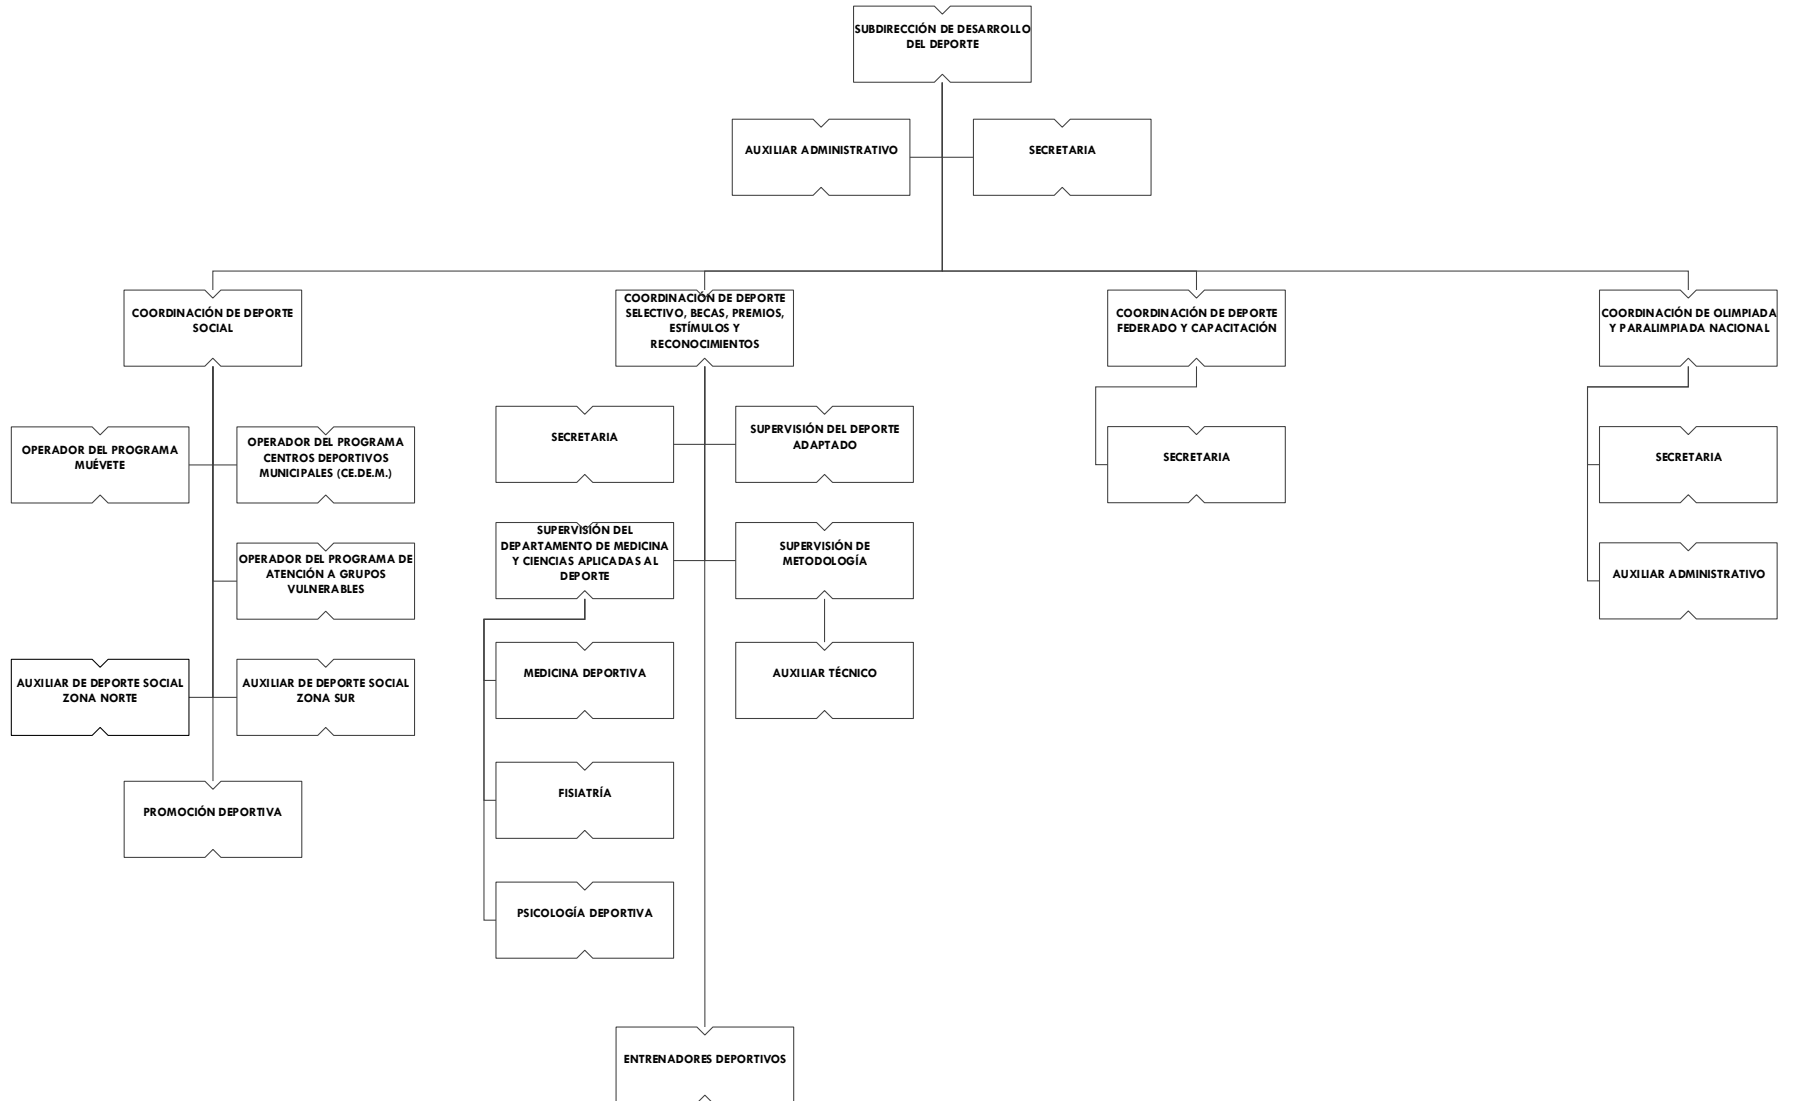 SUBDIRECCIÓN DE DESARROLLO
DEL DEPORTE
AUXILIAR ADMINISTRATIVO
SECRETARIA
COORDINACIÓN DE DEPORTE
SOCIAL
COORDINACIÓN DE DEPORTE
SELECTIVO, BECAS, PREMIOS,
ESTÍMULOS Y
RECONOCIMIENTOS
COORDINACIÓN DE DEPORTE
FEDERADO Y CAPACITACIÓN
COORDINACIÓN DE OLIMPIADA
Y PARALIMPIADA NACIONAL
OPERADOR DEL PROGRAMA
MUÉVETE
OPERADOR DEL PROGRAMA
CENTROS DEPORTIVOS
MUNICIPALES (CE.DE.M.)
SECRETARIA
SUPERVISIÓN DEL DEPORTE
ADAPTADO
SECRETARIA
SECRETARIA
OPERADOR DEL PROGRAMA DE
ATENCIÓN A GRUPOS
VULNERABLES
SUPERVISIÓN DEL
DEPARTAMENTO DE MEDICINA
Y CIENCIAS APLICADAS AL
DEPORTE
SUPERVISIÓN DE
METODOLOGÍA
AUXILIAR ADMINISTRATIVO
AUXILIAR DE DEPORTE SOCIAL
ZONA NORTE
AUXILIAR DE DEPORTE SOCIAL
ZONA SUR
MEDICINA DEPORTIVA
AUXILIAR TÉCNICO
PROMOCIÓN DEPORTIVA
FISIATRÍA
PSICOLOGÍA DEPORTIVA
ENTRENADORES DEPORTIVOS